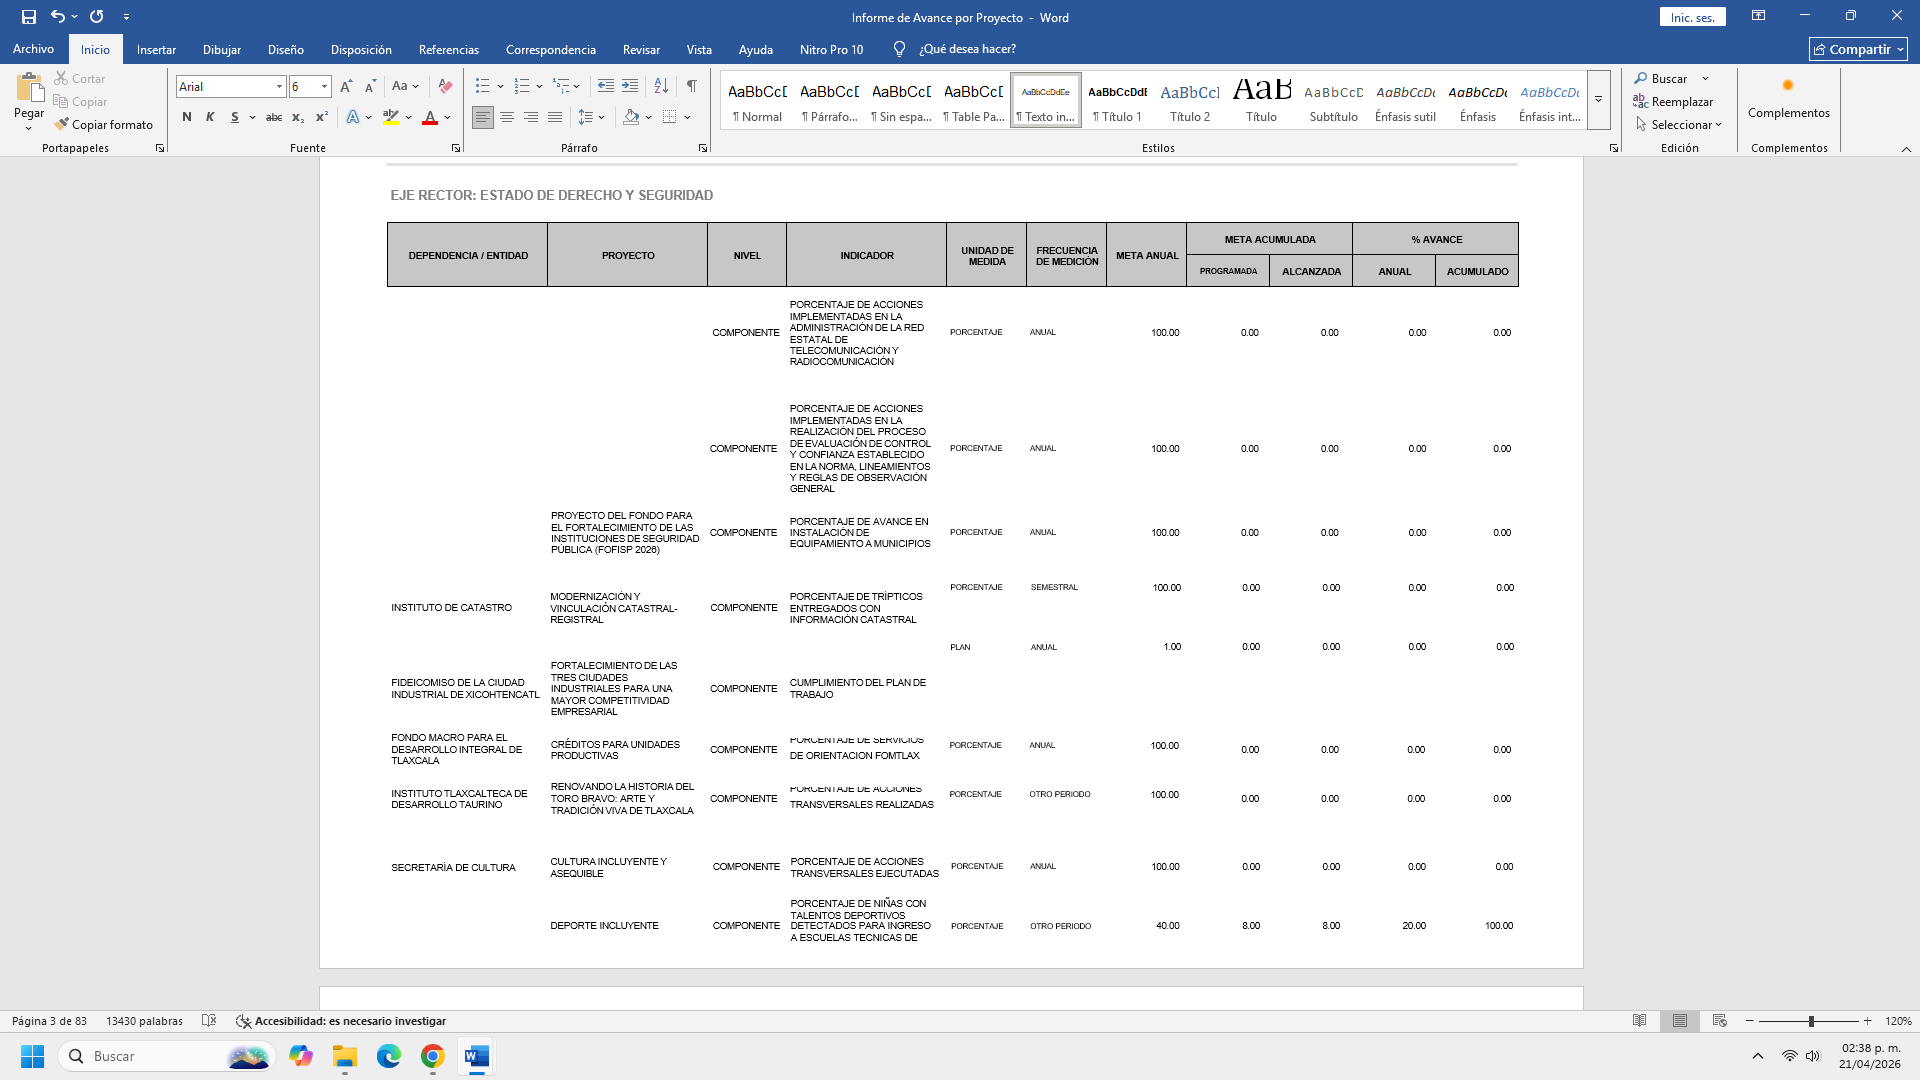 Informe de Avance por Proyecto - Word
Inic. ses.
Archivo Inicio Insertar Dibujar Diseño Disposición Referencias Correspondencia Revisar Vista Ayuda Nitro Pro 10 ¿Qué desea hacer? Compartir
Pegar
Cortar
Copiar
Copiar formato
Portapapeles
Arial 6
Fuente
Párrafo
AaBbCcD AaBbCcD AaBbCcD AaBbCcD AaBbCcDdEe AaBbCcDdE AaBbCcI AaB AaBbCcD AaBbCcDc AaBbCcDc AaBbCcDc
¶ Normal ¶ Párrafo... ¶ Sin espa... ¶ Table Pa... ¶ Texto in... ¶ Título 1 Título 2 Título Subtítulo Énfasis sutil Énfasis Énfasis int...
Estilos
Buscar
Reemplazar
Seleccionar
Edición
Complementos
Complementos
EJE RECTOR: ESTADO DE DERECHO Y SEGURIDAD
DEPENDENCIA / ENTIDAD PROYECTO NIVEL INDICADOR UNIDAD DE MEDIDA FRECUENCIA DE MEDICIÓN META ANUAL META ACUMULADA % AVANCE
PROGRAMADA ALCANZADA ANUAL ACUMULADO
PORCENTAJE DE ACCIONES
IMPLEMENTADAS EN LA
ADMINISTRACIÓN DE LA RED
COMPONENTE PORCENTAJE ANUAL 100.00 0.00 0.00 0.00 0.00
ESTATAL DE
TELECOMUNICACIÓN Y
RADIOCOMUNICACIÓN
PORCENTAJE DE ACCIONES
IMPLEMENTADAS EN LA
REALIZACIÓN DEL PROCESO
DE EVALUACIÓN DE CONTROL
COMPONENTE PORCENTAJE ANUAL 100.00 0.00 0.00 0.00 0.00
Y CONFIANZA ESTABLECIDO
EN LA NORMA, LINEAMIENTOS
Y REGLAS DE OBSERVACIÓN
GENERAL
PROYECTO DEL FONDO PARA
EL FORTALECIMIENTO DE LAS
INSTITUCIONES DE SEGURIDAD
PÚBLICA (FOFISP 2026)
COMPONENTE
PORCENTAJE DE AVANCE EN
INSTALACIÓN DE
EQUIPAMIENTO A MUNICIPIOS
PORCENTAJE ANUAL 100.00 0.00 0.00 0.00 0.00
INSTITUTO DE CATASTRO
MODERNIZACIÓN Y
VINCULACIÓN CATASTRAL-
REGISTRAL
COMPONENTE
PORCENTAJE DE TRÍPTICOS
ENTREGADOS CON
INFORMACIÓN CATASTRAL
PORCENTAJE SEMESTRAL 100.00 0.00 0.00 0.00 0.00
PLAN ANUAL 1.00 0.00 0.00 0.00 0.00
FIDEICOMISO DE LA CIUDAD
INDUSTRIAL DE XICOHTENCATL
FORTALECIMIENTO DE LAS
TRES CIUDADES
INDUSTRIALES PARA UNA
MAYOR COMPETITIVIDAD
EMPRESARIAL
COMPONENTE
CUMPLIMIENTO DEL PLAN DE
TRABAJO
FONDO MACRO PARA EL
DESARROLLO INTEGRAL DE
TLAXCALA
CRÉDITOS PARA UNIDADES
PRODUCTIVAS
COMPONENTE
PORCENTAJE DE SERVICIOS
DE ORIENTACION FOMTLAX
PORCENTAJE ANUAL 100.00 0.00 0.00 0.00 0.00
INSTITUTO TLAXCALTECA DE
DESARROLLO TAURINO
RENOVANDO LA HISTORIA DEL
TORO BRAVO: ARTE Y
TRADICIÓN VIVA DE TLAXCALA
COMPONENTE
PORCENTAJE DE ACCIONES
TRANSVERSALES REALIZADAS
PORCENTAJE OTRO PERIODO 100.00 0.00 0.00 0.00 0.00
SECRETARÍA DE CULTURA
CULTURA INCLUYENTE Y
ASEQUIBLE
COMPONENTE
PORCENTAJE DE ACCIONES
TRANSVERSALES EJECUTADAS
PORCENTAJE ANUAL 100.00 0.00 0.00 0.00 0.00
DEPORTE INCLUYENTE COMPONENTE
PORCENTAJE DE NIÑAS CON
TALENTOS DEPORTIVOS
DETECTADOS PARA INGRESO
A ESCUELAS TECNICAS DE
PORCENTAJE OTRO PERIODO 40.00 8.00 8.00 20.00 100.00
Página 3 de 83 13430 palabras Accesibilidad: es necesario investigar 120%
Buscar
02:38 p. m.
21/04/2026